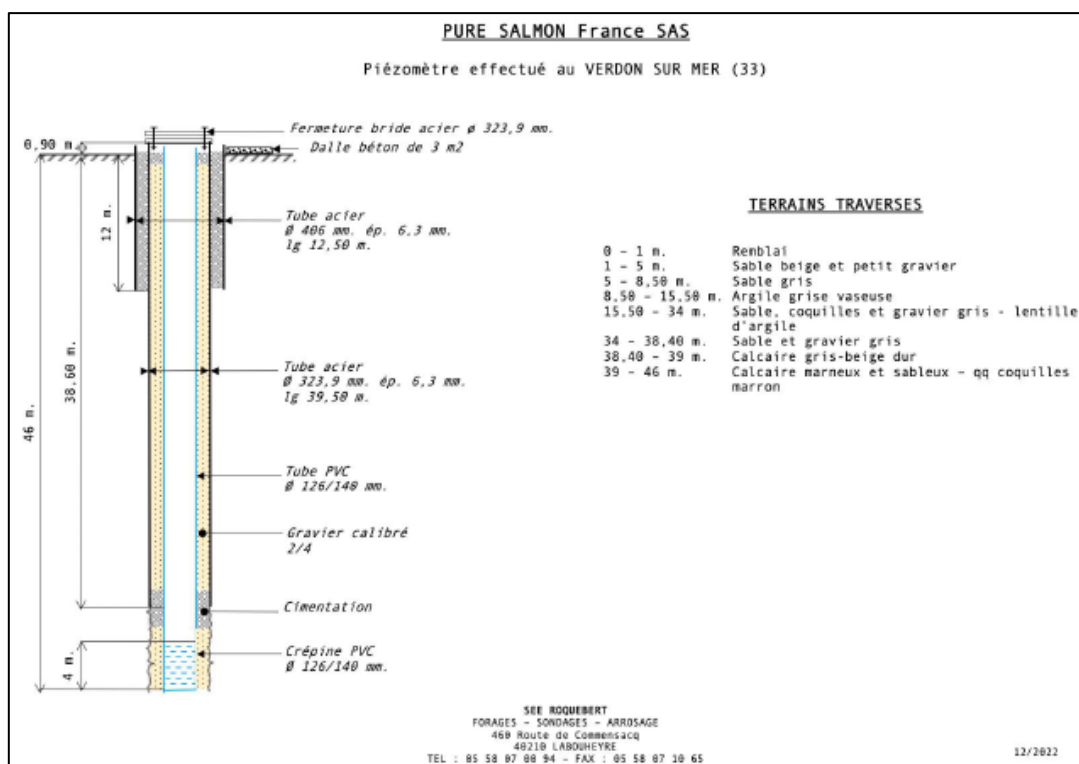 PURE SALMON France SAS
Piézomètre effectué au VERDON SUR MER (33)
Fermeture bride acier ø 323,9 mm.
Dalle béton de 3 m2
0,90 m.
12 m.
Tube acier
Ø 406 mm. ép. 6,3 mm.
lg 12,50 m.
38,60 m.
46 m.
Tube acier
Ø 323,9 mm. ép. 6,3 mm.
lg 39,50 m.
Tube PVC
Ø 126/140 mm.
Gravier calibré
2/4
Cimentation
Crépine PVC
Ø 126/140 mm.
4 m.
TERRAINS TRAVERSES
0 - 1 m. Remblai
1 - 5 m. Sable beige et petit gravier
5 - 8,50 m. Sable gris
8,50 - 15,50 m. Argile grise vaseuse
15,50 - 34 m. Sable, coquilles et gravier gris - lentille
d'argile
34 - 38,40 m. Sable et gravier gris
38,40 - 39 m. Calcaire gris-beige dur
39 - 46 m. Calcaire marneux et sableux - qq coquilles
marron
SEE ROQUEBERT
FORAGES - SONDAGES - ARROSAGE
460 Route de Commensacq
40210 LABOUHEYRE
TEL : 05 58 07 00 94 - FAX : 05 58 07 10 65
12/2022